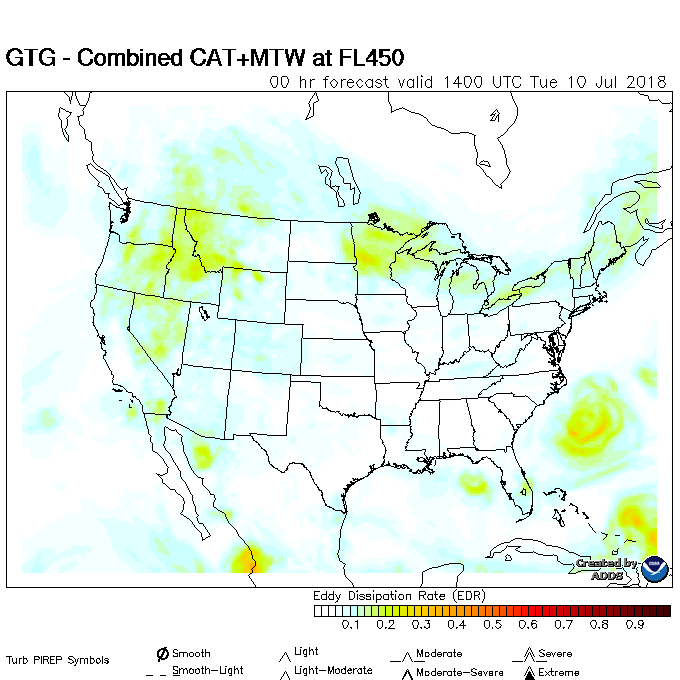 GTG - Combined CAT+MTW at FL450
00 hr forecast valid 1400 UTC Tue 10 Jul 2018
Created by
ADDS
Eddy Dissipation Rate (EDR)
0.1 0.2 0.3 0.4 0.5 0.6 0.7 0.8 0.9
Turb PIREP Symbols
Smooth Light Moderate Severe
Smooth-Light Light-Moderate Moderate-Severe Extreme